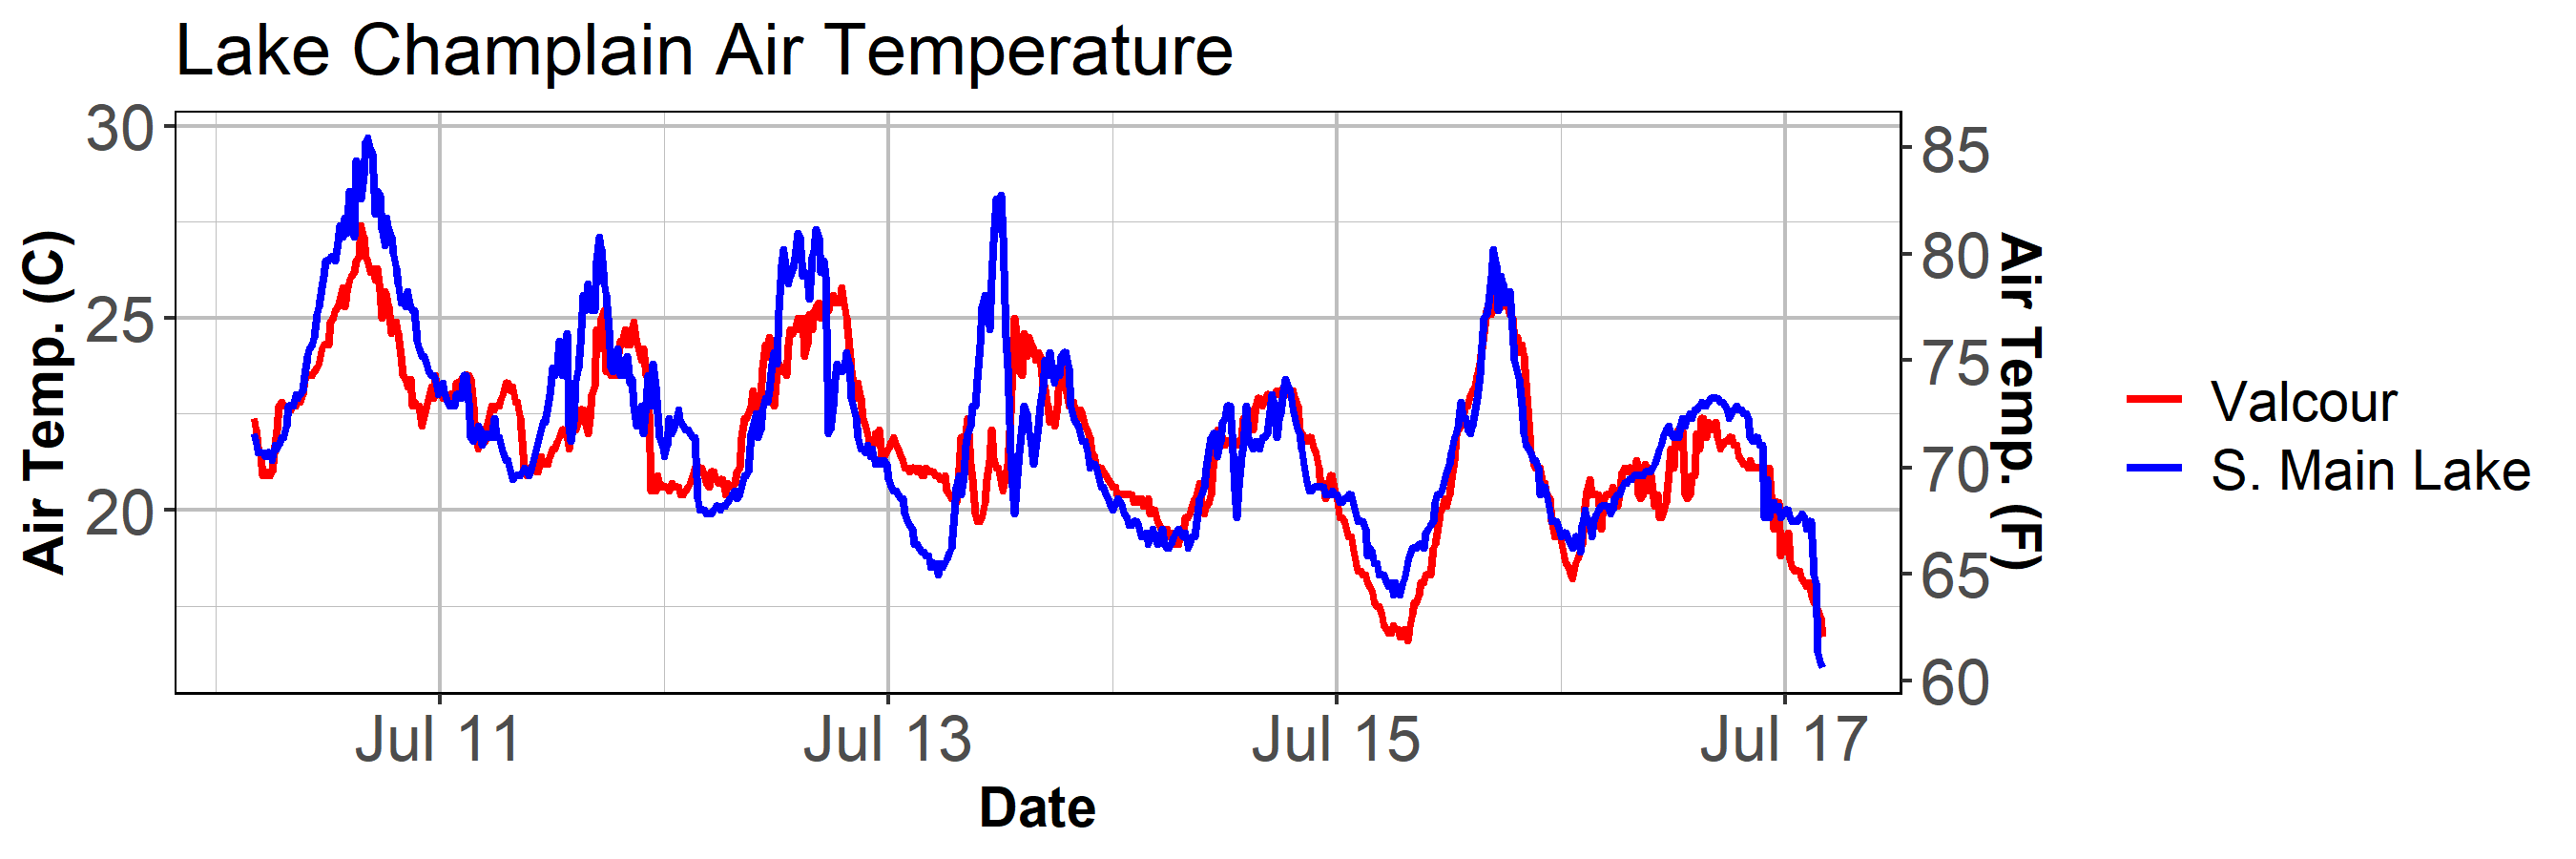 Lake Champlain Air Temperature
30
25
20
Air Temp. (C)
85
80
75
70
65
60
Air Temp. (F)
Jul 11
Jul 13
Jul 15
Jul 17
Date
Valcour
S. Main Lake